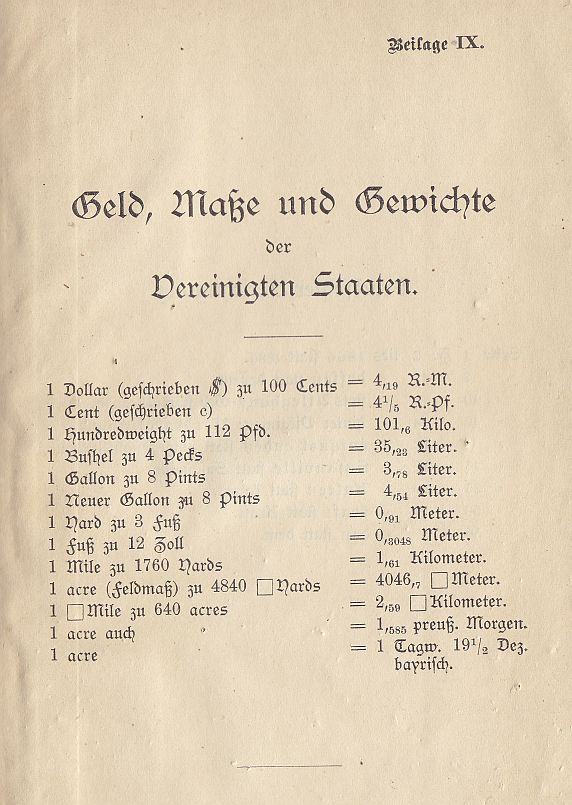 Beilage IX.
Geld, Maße und Gewichte
der
Vereinigten Staaten.
1 Dollar (geschrieben $) zu 100 Cents = 4,19 R.-M.
1 Cent (geschrieben c) = 4 1/5 R.-Pf.
1 Hundredweight zu 112 Pfd. = 101,6 Kilo.
1 Bushel zu 4 Pecks = 35,23 Liter.
1 Gallon zu 8 Pints = 3,78 Liter.
1 Neuer Gallon zu 8 Pints = 4,54 Liter.
1 Yard zu 3 Fuß = 0,91 Meter.
1 Fuß zu 12 Zoll = 0,3048 Meter.
1 Mile zu 1760 Yards = 1,61 Kilometer.
1 acre (Feldmaß) zu 4840 □Yards = 4046,7 □Meter.
1 □Mile zu 640 acres = 2,59 □Kilometer.
1 acre auch = 1,585 preuß. Morgen.
1 acre = 1 Tagw. 19 1/2 Dez.
bayrisch.